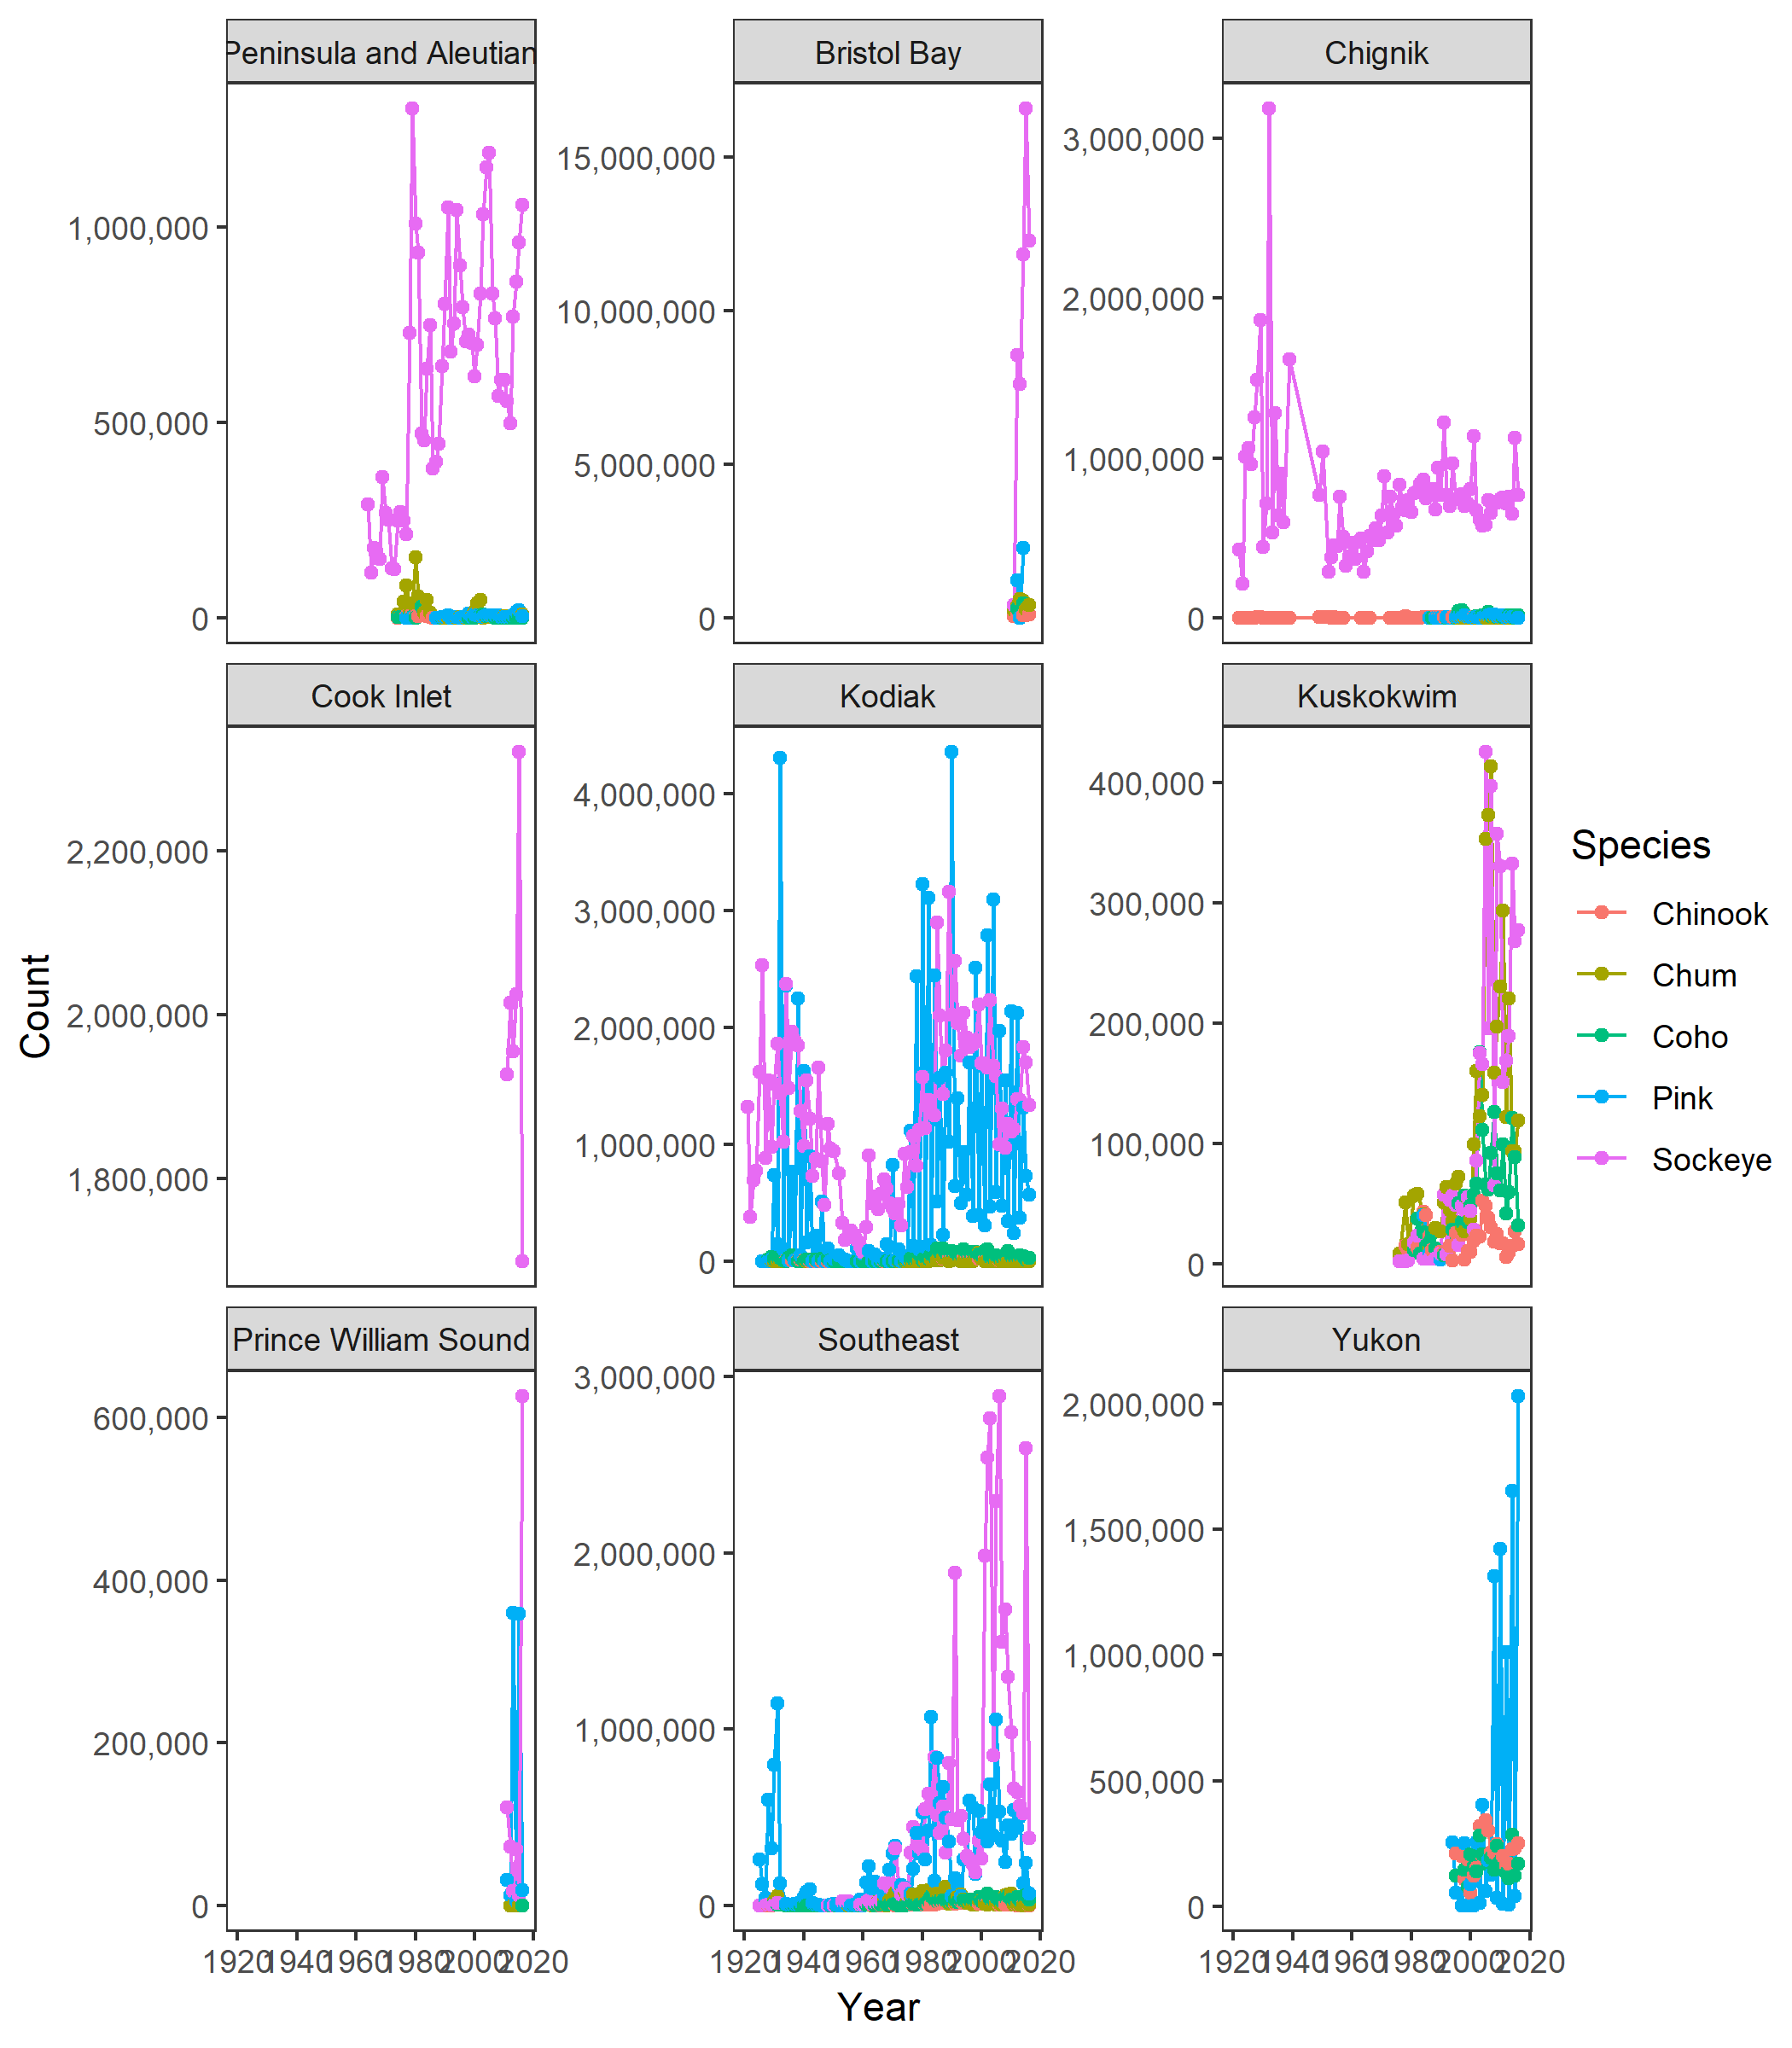 Peninsula and Aleutian
Bristol Bay
Chignik
1,000,000
500,000
0
15,000,000
10,000,000
5,000,000
0
3,000,000
2,000,000
1,000,000
0
Cook Inlet
Kodiak
Kuskokwim
2,200,000
2,000,000
1,800,000
4,000,000
3,000,000
2,000,000
1,000,000
0
400,000
300,000
200,000
100,000
0
Prince William Sound
Southeast
Yukon
600,000
400,000
200,000
0
3,000,000
2,000,000
1,000,000
0
2,000,000
1,500,000
1,000,000
500,000
0
1920 1940 1960 1980 2000 2020
1920 1940 1960 1980 2000 2020
1920 1940 1960 1980 2000 2020
Year
Count
Species
Chinook
Chum
Coho
Pink
Sockeye